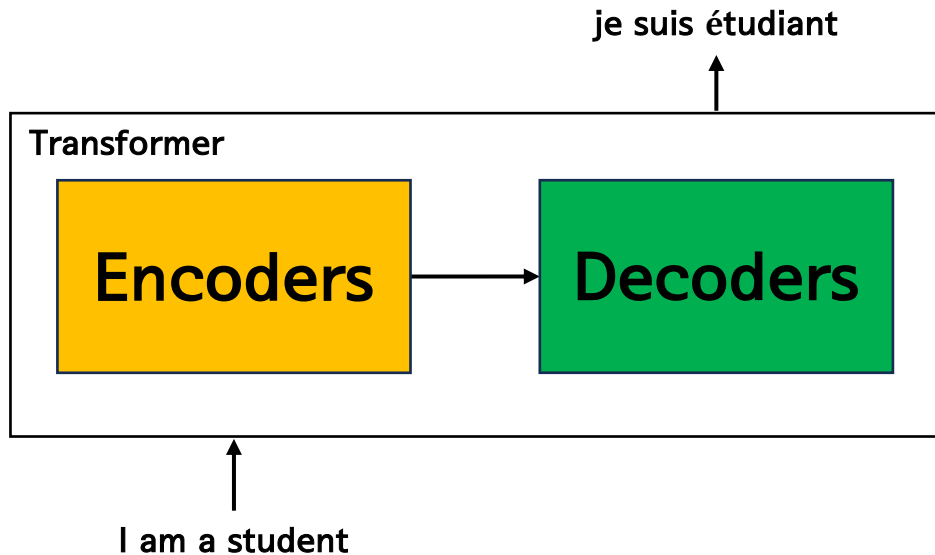 je suis étudiant
Transformer
Encoders
Decoders
I am a student